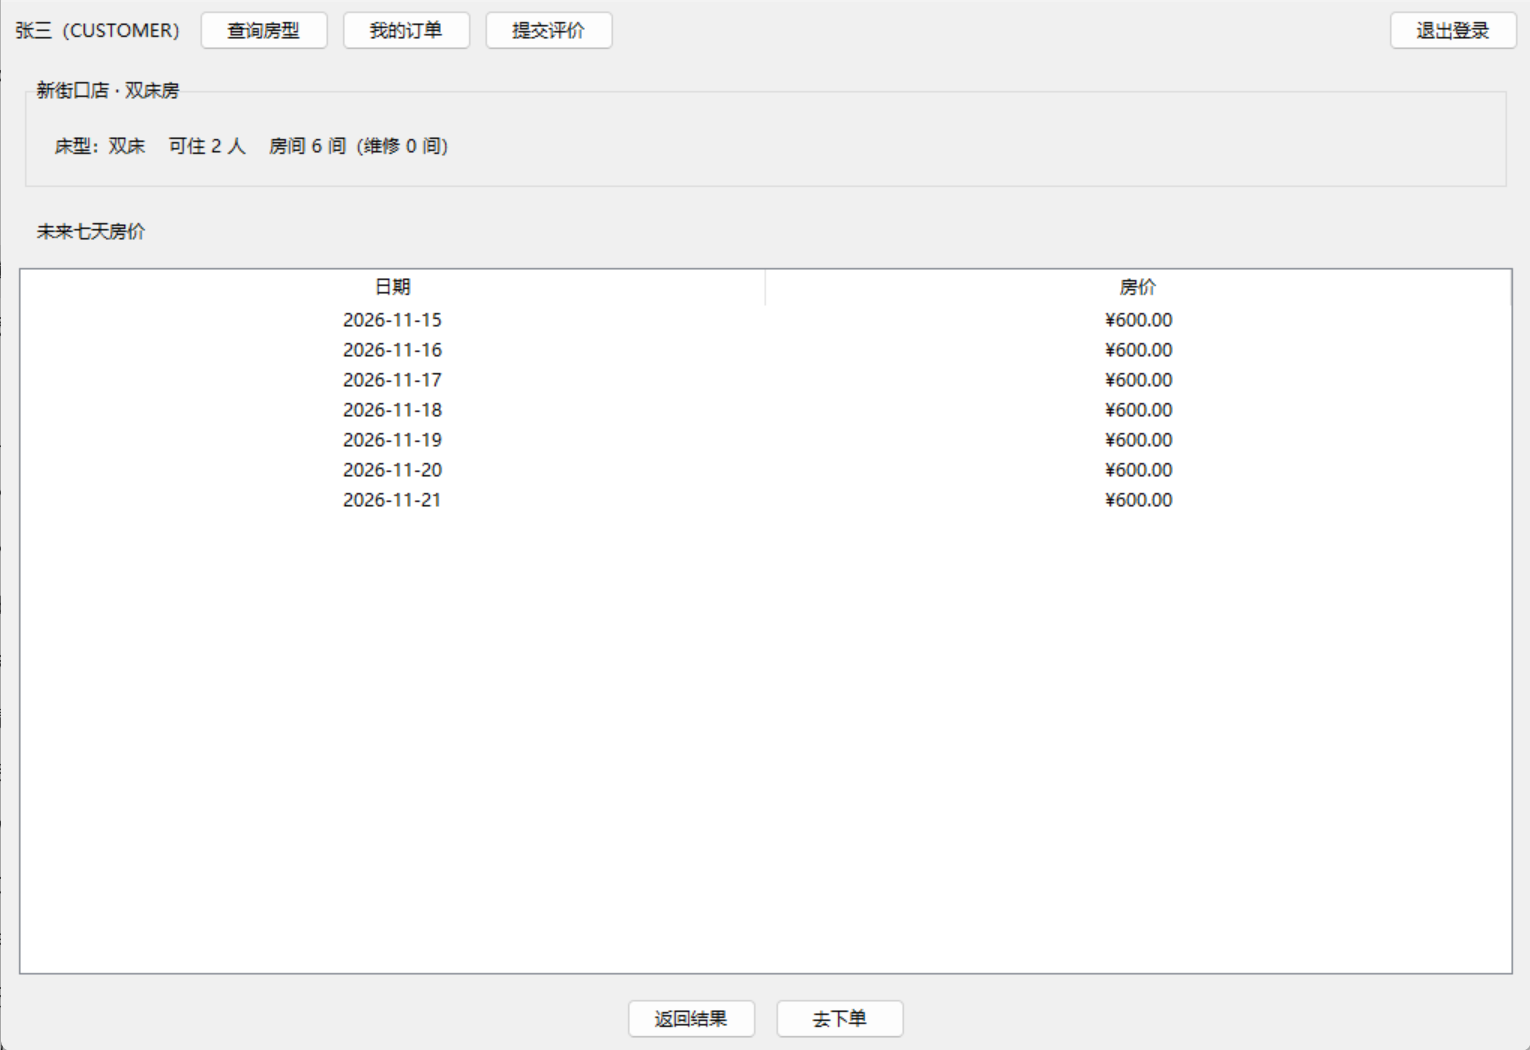 张三（CUSTOMER） 查询房型 我的订单 提交评价 退出登录
新街口店 · 双床房
床型：双床 可住 2 人 房间 6 间（维修 0 间）
未来七天房价
日期 房价
2026-11-15 ¥600.00
2026-11-16 ¥600.00
2026-11-17 ¥600.00
2026-11-18 ¥600.00
2026-11-19 ¥600.00
2026-11-20 ¥600.00
2026-11-21 ¥600.00
返回结果 去下单